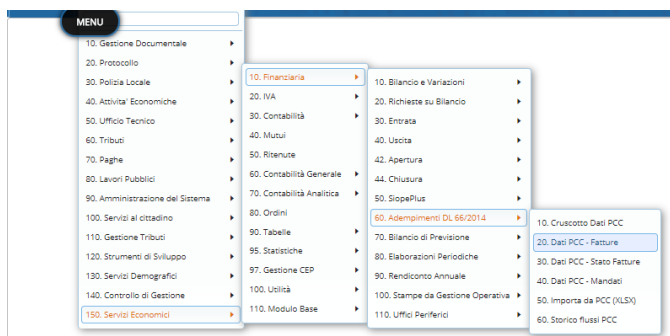 MENU
10. Gestione Documentale
20. Protocollo
30. Polizia Locale
40. Attivita' Economiche
50. Ufficio Tecnico
60. Tributi
70. Paghe
80. Lavori Pubblici
90. Amministrazione del Sistema
100. Servizi al cittadino
110. Gestione Tributi
120. Strumenti di Sviluppo
130. Servizi Demografici
140. Controllo di Gestione
150. Servizi Economici
10. Finanziaria
20. IVA
30. Contabilità
40. Mutui
50. Ritenute
60. Contabilità Generale
70. Contabilità Analitica
80. Ordini
90. Tabelle
95. Statistiche
97. Gestione CEP
100. Utilità
110. Modulo Base
10. Bilancio e Variazioni
20. Richieste su Bilancio
30. Entrata
40. Uscita
42. Apertura
44. Chiusura
50. SiopePlus
60. Adempimenti DL 66/2014
70. Bilancio di Previsione
80. Elaborazioni Periodiche
90. Rendiconto Annuale
100. Stampe da Gestione Operativa
110. Uffici Periferici
10. Cruscotto Dati PCC
20. Dati PCC - Fatture
30. Dati PCC - Stato Fatture
40. Dati PCC - Mandati
50. Importa da PCC (XLSX)
60. Storico flussi PCC